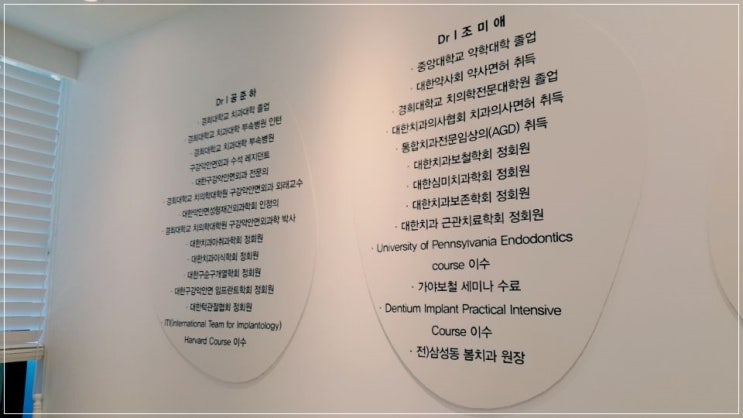 Dr | 공 준 하
· 경희대학교 치과대학 졸업
· 경희대학교 치과대학 부속병원 인턴
· 경희대학교 치과대학 부속병원
구강악안면외과 수석 레지던트
· 대한구강악안면외과 전문의
· 경희대학교 치의학대학원 구강악안면외과 외래교수
· 대한악안면성형재건외과학회 인정의
· 경희대학교 치의학대학원 구강악안면외과학 박사
· 대한치과마취과학회 정회원
· 대한치과이식학회 정회원
· 대한구순구개열학회 정회원
· 대한구강악안면 임프란트학회 정회원
· 대한턱관절협회 정회원
· ITI(International Team for Implantology)
Harvard Course 이수
Dr | 조 미 애
· 중앙대학교 약학대학 졸업
· 대한약사회 약사면허 취득
· 경희대학교 치의학전문대학원 졸업
· 대한치과의사협회 치과의사면허 취득
· 통합치과전문임상의(AGD) 취득
· 대한치과보철학회 정회원
· 대한심미치과학회 정회원
· 대한치과보존학회 정회원
· 대한치과 근관치료학회 정회원
· University of Pennsylvania Endodontics
course 이수
· 가야보철 세미나 수료
· Dentium Implant Practical Intensive
Course 이수
· 전)삼성동 봄치과 원장